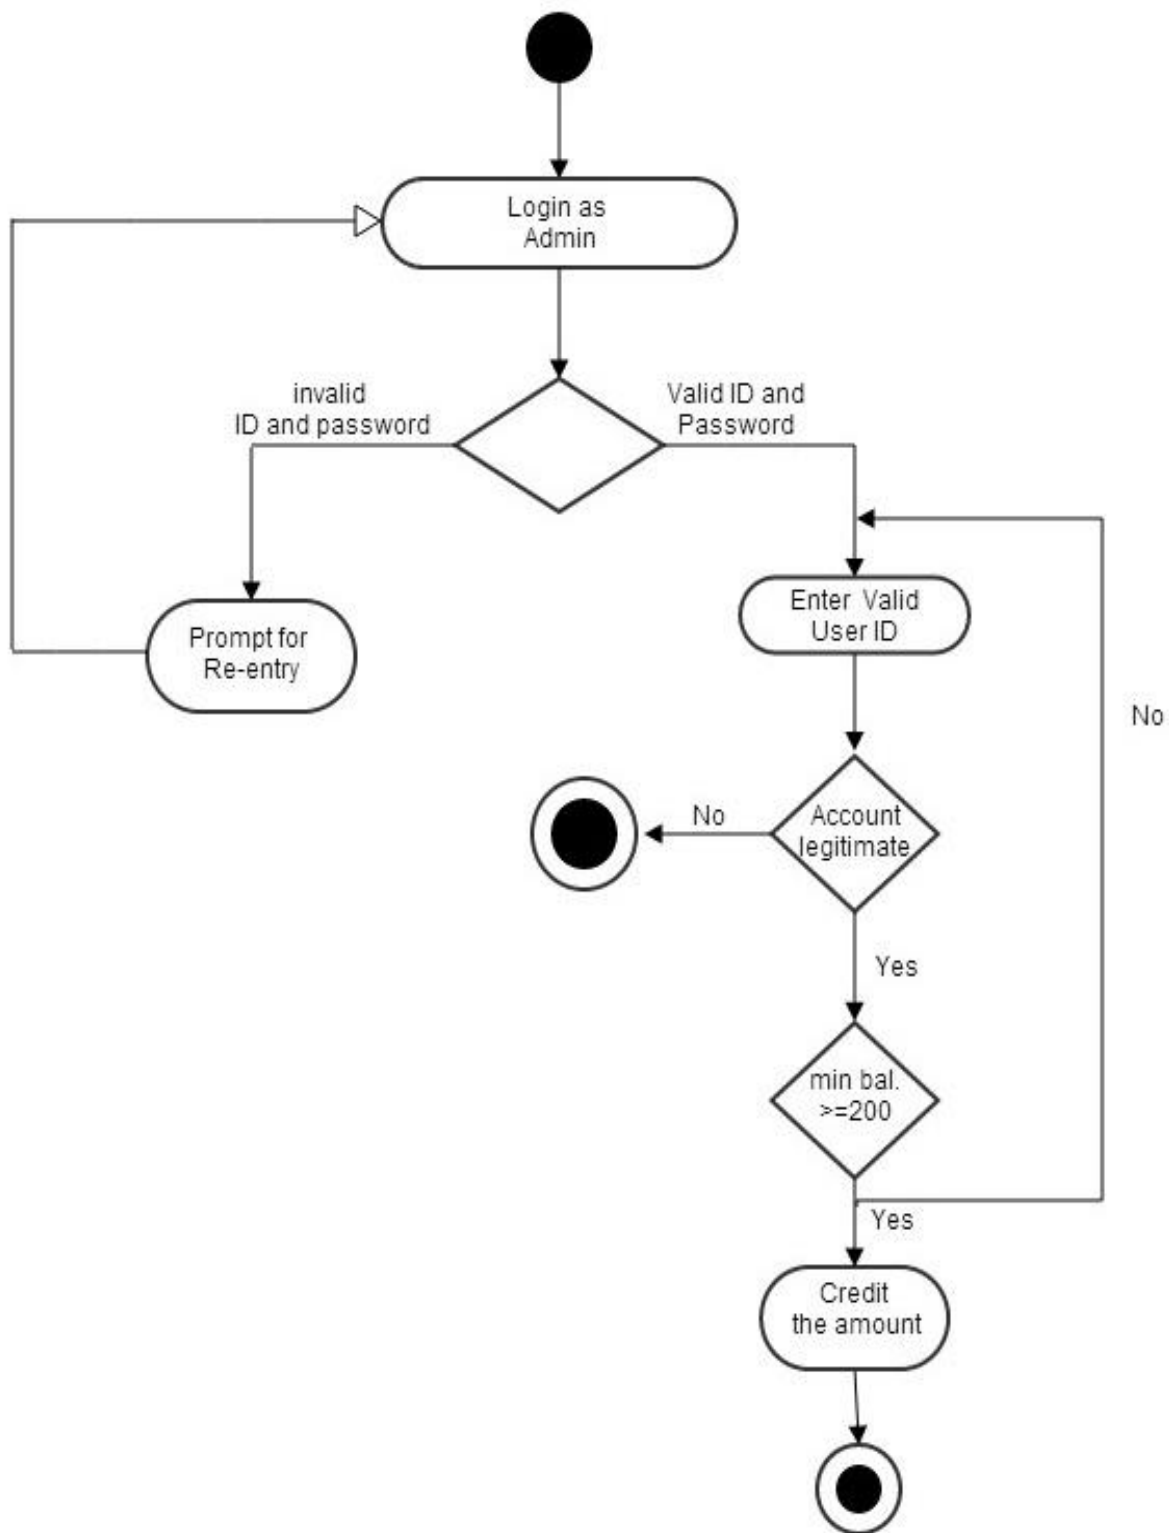 Login as
Admin
invalid
ID and password
Valid ID and
Password
Prompt for
Re-entry
Enter Valid
User ID
No
No
Account
legitimate
Yes
min bal.
>=200
Yes
Credit
the amount